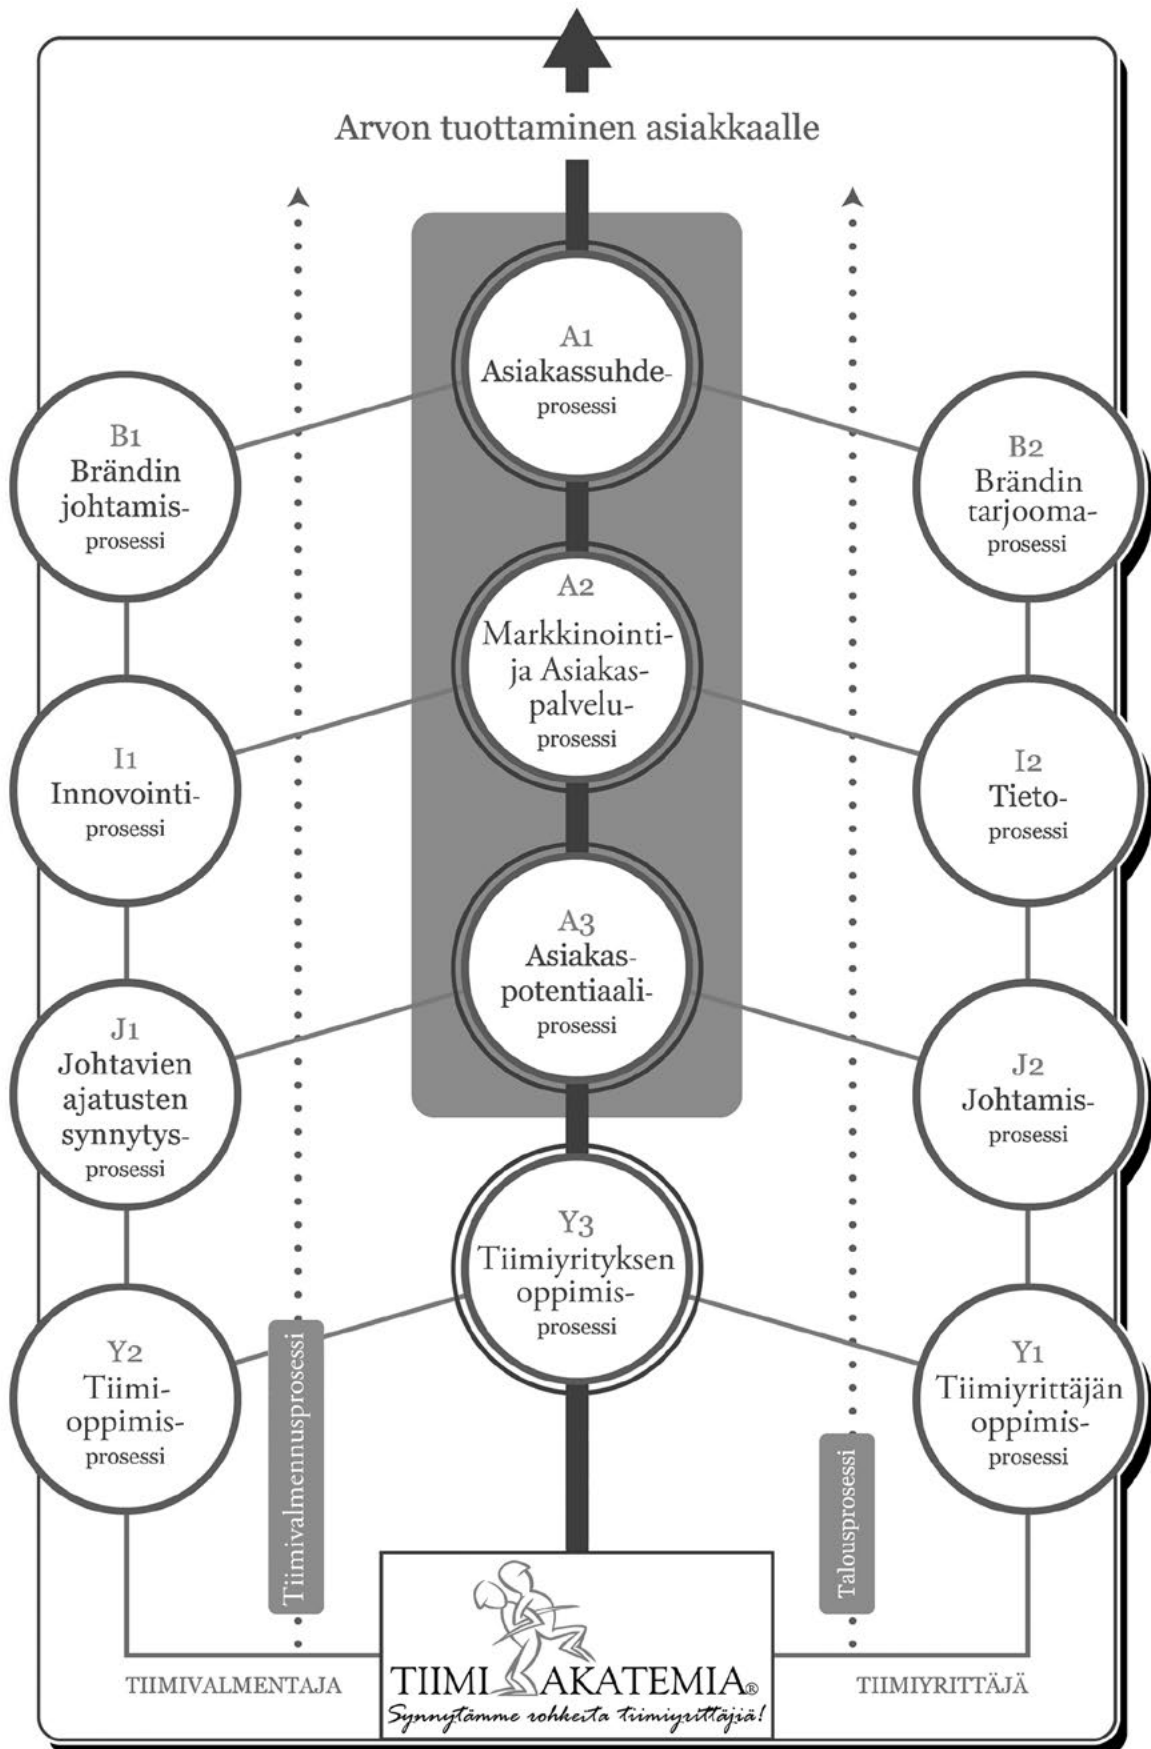 Arvon tuottaminen asiakkaalle
A1
Asiakassuhde-
prosessi
B1
Brändin
johtamis-
prosessi
B2
Brändin
tarjooma-
prosessi
A2
Markkinointi-
ja Asiakas-
palvelu-
prosessi
I1
Innovointi-
prosessi
I2
Tieto-
prosessi
A3
Asiakas-
potentiaali-
prosessi
J1
Johtavien
ajatusten
synnytys-
prosessi
J2
Johtamis-
prosessi
Y3
Tiimiyrityksen
oppimis-
prosessi
Y2
Tiimi-
oppimis-
prosessi
Y1
Tiimiyrittäjän
oppimis-
prosessi
Tiimivalmennusprosessi
Talousprosessi
TIIMIVALMENTAJA
TIIMIAKATEMIA®
Synnytämme rohkeita tiimiyrittäjiä!
TIIMIYRITTÄJÄ